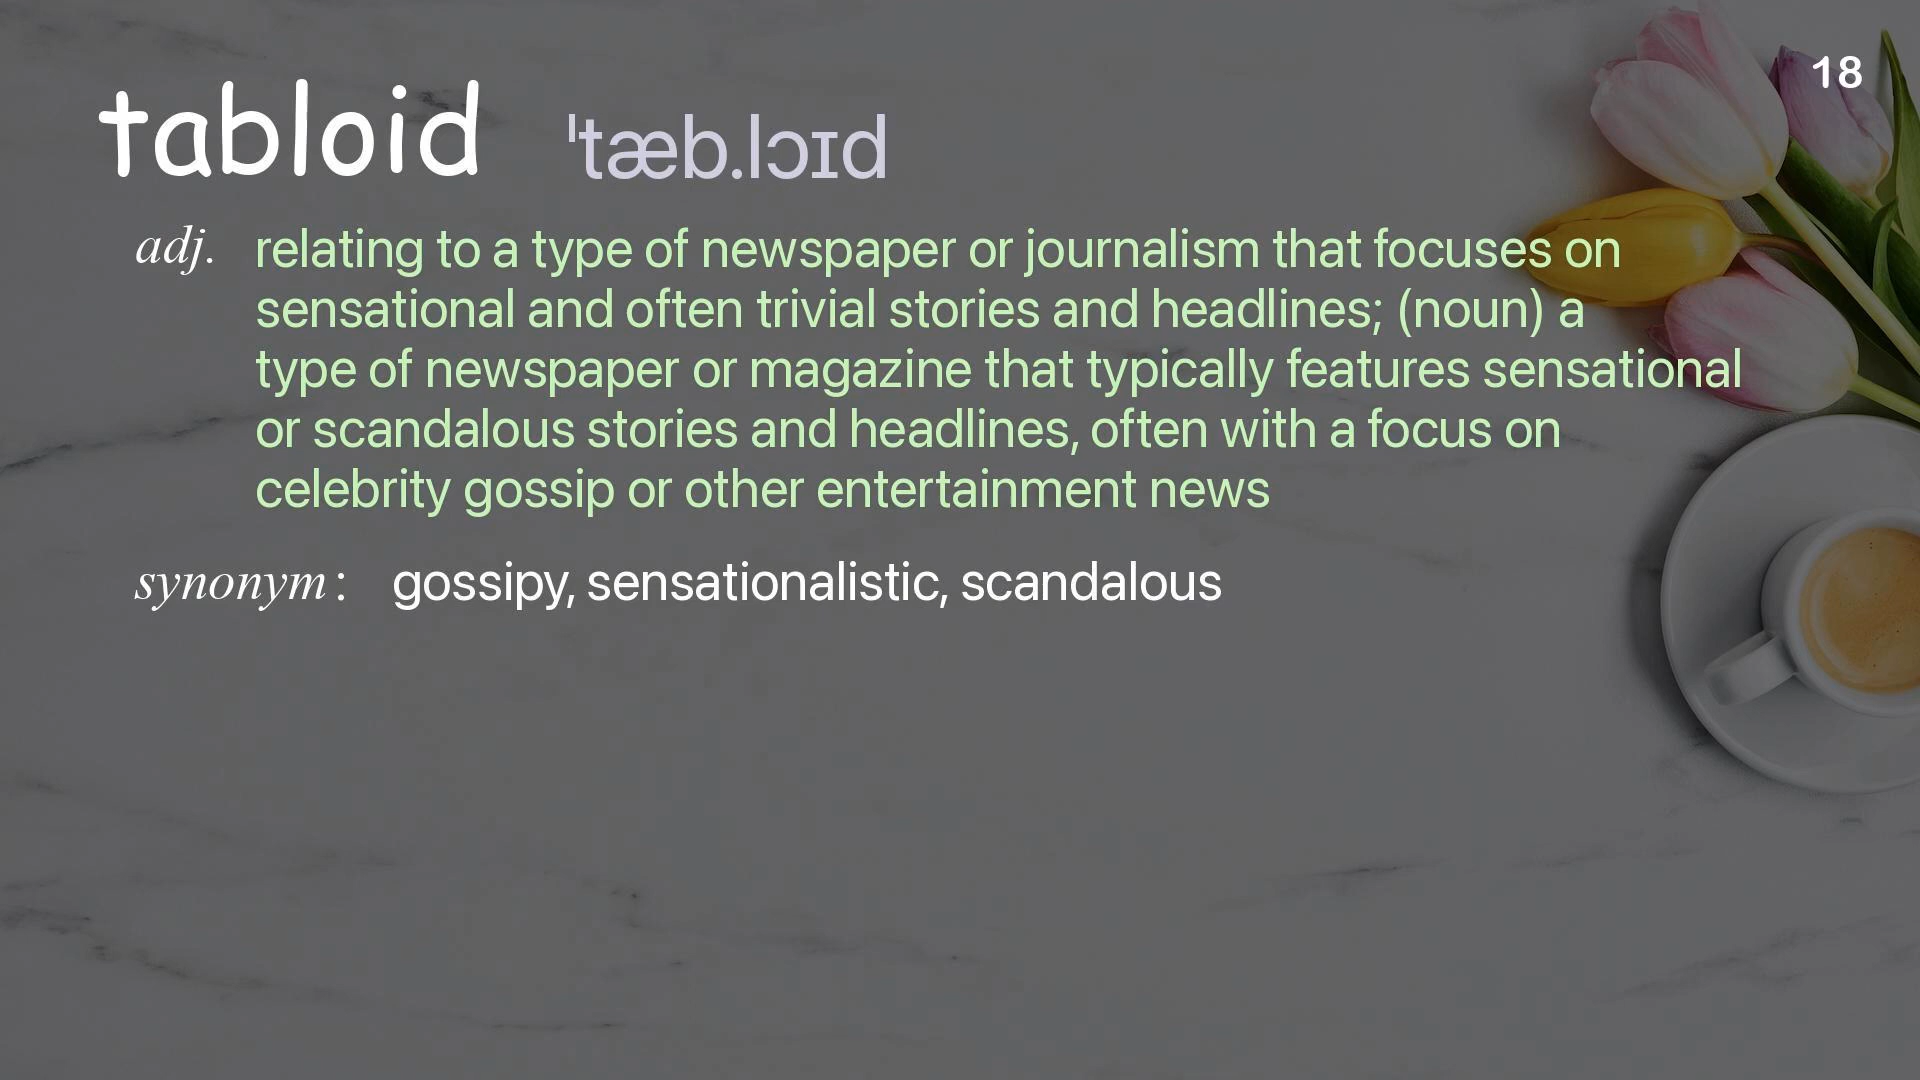 18
tabloid ˈtæb.lɔɪd
adj. relating to a type of newspaper or journalism that focuses on
sensational and often trivial stories and headlines; (noun) a
type of newspaper or magazine that typically features sensational
or scandalous stories and headlines, often with a focus on
celebrity gossip or other entertainment news
synonym: gossipy, sensationalistic, scandalous